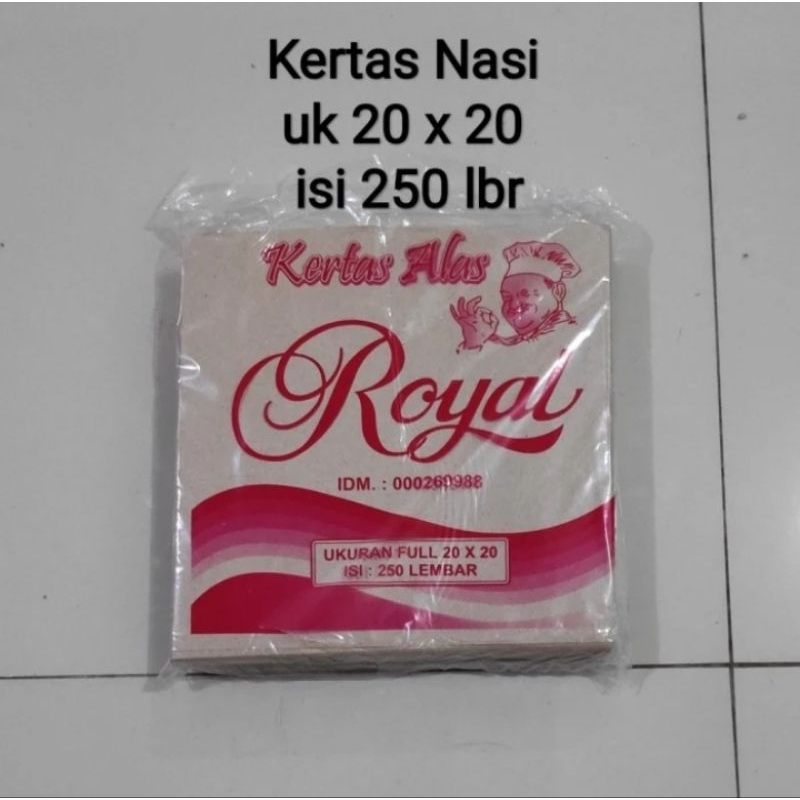 Kertas Nasi
uk 20 x 20
isi 250 lbr
Kertas Alas
Royal
IDM. : 000269988
UKURAN FULL 20 X 20
ISI : 250 LEMBAR